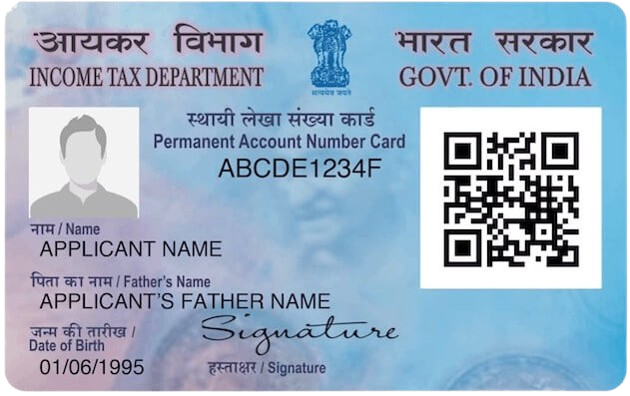 आयकर विभाग
INCOME TAX DEPARTMENT
सत्यमेव जयते
भारत सरकार
GOVT. OF INDIA
स्थायी लेखा संख्या कार्ड
Permanent Account Number Card
ABCDE1234F
नाम / Name
APPLICANT NAME
पिता का नाम / Father's Name
APPLICANT'S FATHER NAME
जन्म की तारीख /
Date of Birth
01/06/1995
Signature
हस्ताक्षर / Signature